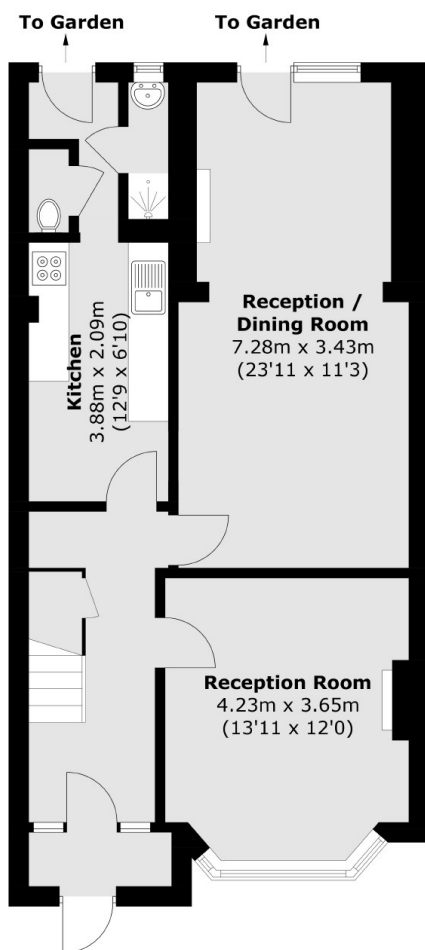 To Garden
To Garden
Reception /
Dining Room
7.28m x 3.43m
(23'11 x 11'3)
Kitchen
3.88m x 2.09m
(12'9 x 6'10)
Reception Room
4.23m x 3.65m
(13'11 x 12'0)